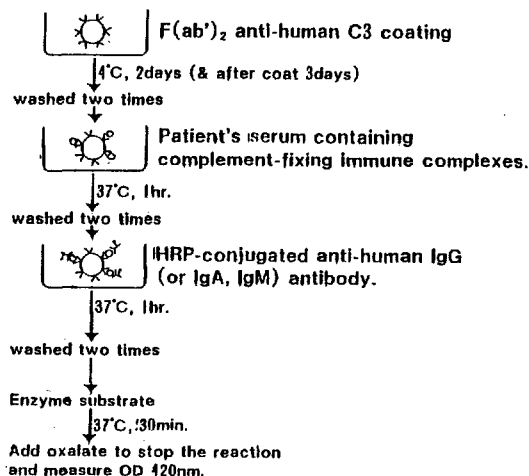 F(ab')₂ anti-human C3 coating
4°C, 2days (& after coat 3days)
washed two times
Patient's serum containing
complement-fixing immune complexes.
37°C, 1hr.
washed two times
HRP-conjugated anti-human IgG
(or IgA, IgM) antibody.
37°C, 1hr.
washed two times
Enzyme substrate
37°C, 30min.
Add oxalate to stop the reaction
and measure OD 420nm.